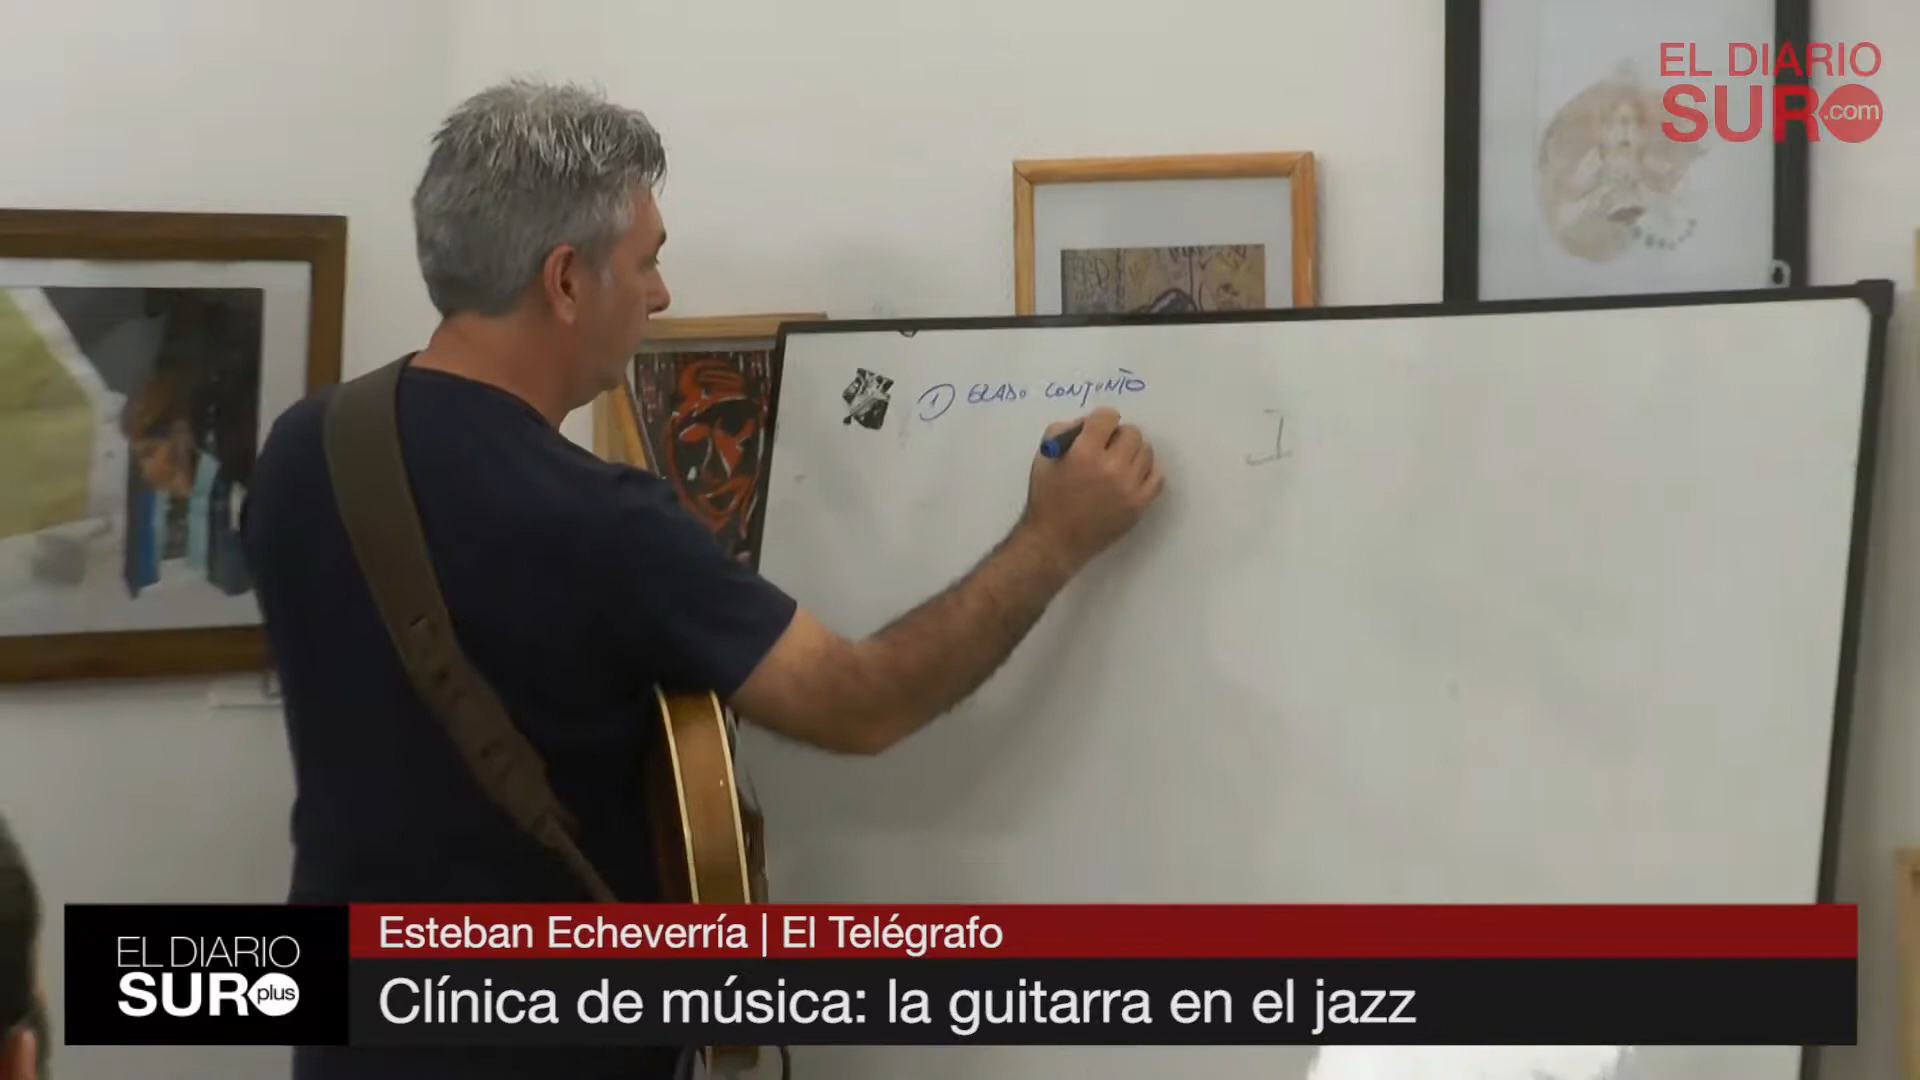 EL DIARIO
SUR.com
1) GRADO CONJUNTO
EL DIARIO
SUR plus
Esteban Echeverría | El Telégrafo
Clínica de música: la guitarra en el jazz